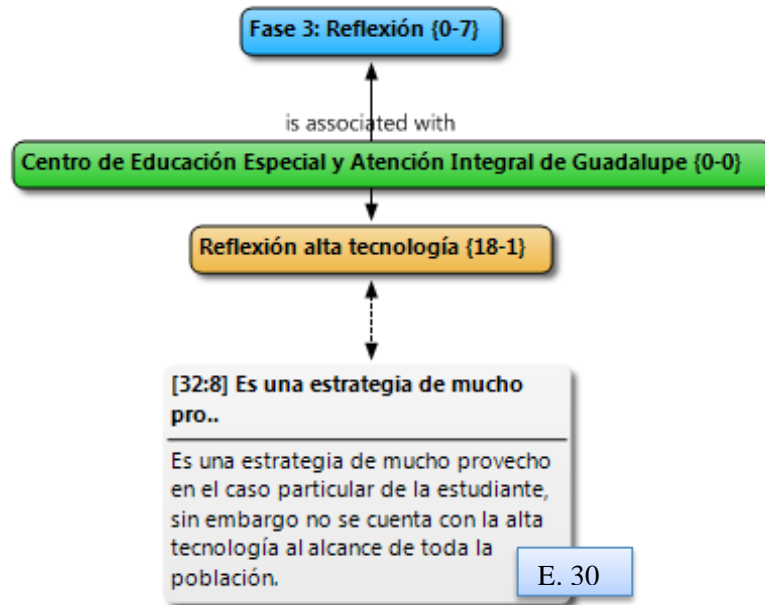 Fase 3: Reflexión {0-7}
is associated with
Centro de Educación Especial y Atención Integral de Guadalupe {0-0}
Reflexión alta tecnología {18-1}
[32:8] Es una estrategia de mucho
pro..
Es una estrategia de mucho provecho
en el caso particular de la estudiante,
sin embargo no se cuenta con la alta
tecnología al alcance de toda la
población.
E. 30